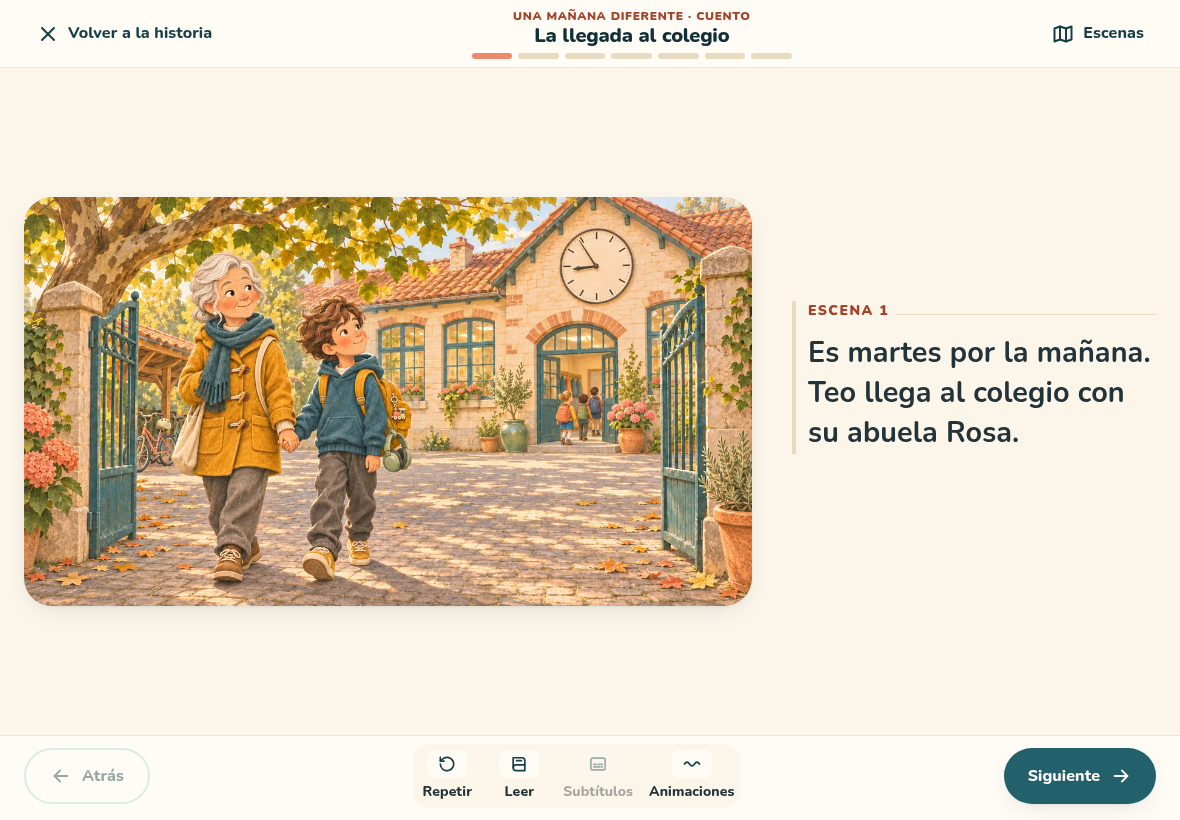 Volver a la historia
UNA MAÑANA DIFERENTE · CUENTO
La llegada al colegio
Escenas
ESCENA 1
Es martes por la mañana.
Teo llega al colegio con
su abuela Rosa.
Atrás
Repetir
Leer
Subtítulos
Animaciones
Siguiente